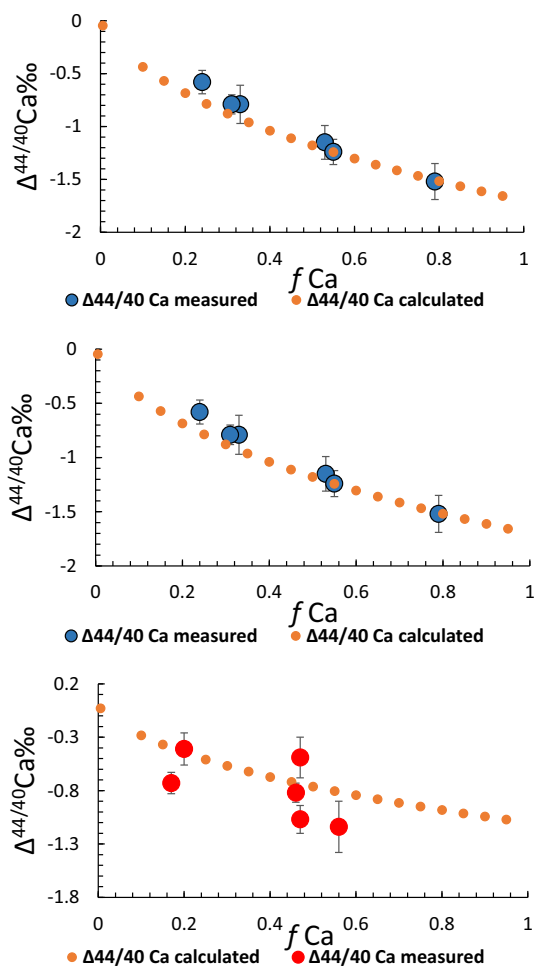 0
-0.5
-1
-1.5
-2
Δ44/40Ca‰
0 0.2 0.4 0.6 0.8 1
f Ca
Δ44/40 Ca measured Δ44/40 Ca calculated
0
-0.5
-1
-1.5
-2
Δ44/40Ca‰
0 0.2 0.4 0.6 0.8 1
f Ca
Δ44/40 Ca measured Δ44/40 Ca calculated
0.2
-0.3
-0.8
-1.3
-1.8
Δ44/40Ca‰
0 0.2 0.4 0.6 0.8 1
f Ca
Δ44/40 Ca calculated Δ44/40 Ca measured